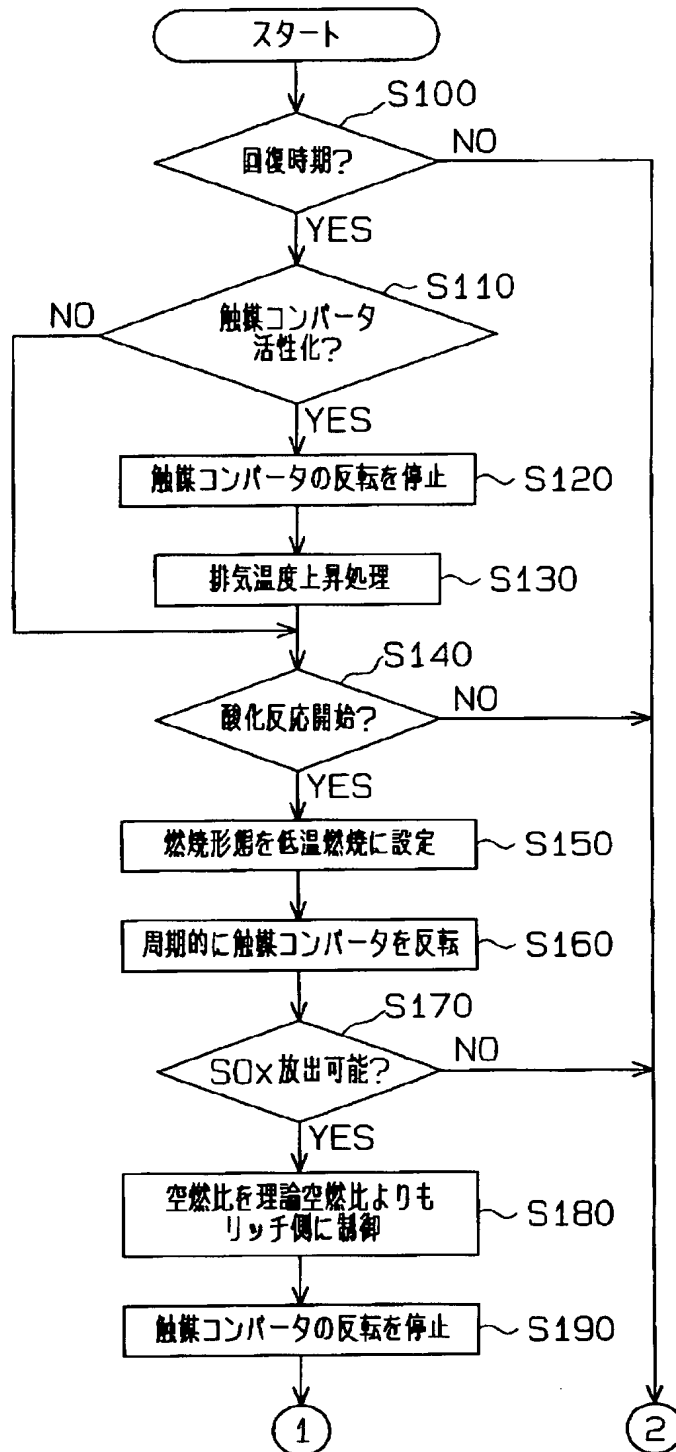 スタート
S100
回復時期?
NO
YES
S110
NO
触媒コンバータ
活性化?
YES
触媒コンバータの反転を停止
S120
排気温度上昇処理
S130
S140
酸化反応開始?
NO
YES
燃焼形態を低温燃焼に設定
S150
周期的に触媒コンバータを反転
S160
S170
SOx放出可能?
NO
YES
空燃比を理論空燃比よりも
リッチ側に制御
S180
触媒コンバータの反転を停止
S190
1
2